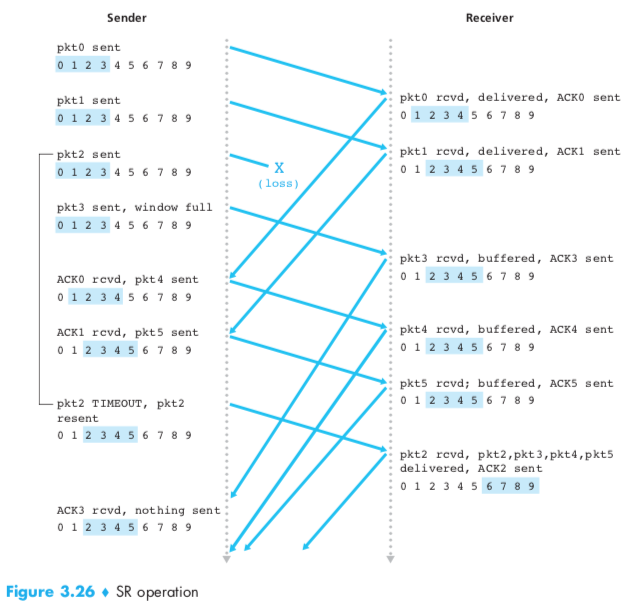 Sender
Receiver
pkt0 sent
0 1 2 3 4 5 6 7 8 9
pkt0 rcvd, delivered, ACK0 sent
0 1 2 3 4 5 6 7 8 9
pkt1 sent
0 1 2 3 4 5 6 7 8 9
pkt1 rcvd, delivered, ACK1 sent
0 1 2 3 4 5 6 7 8 9
pkt2 sent
0 1 2 3 4 5 6 7 8 9
X
(loss)
pkt3 sent, window full
0 1 2 3 4 5 6 7 8 9
pkt3 rcvd, buffered, ACK3 sent
0 1 2 3 4 5 6 7 8 9
ACK0 rcvd, pkt4 sent
0 1 2 3 4 5 6 7 8 9
pkt4 rcvd, buffered, ACK4 sent
0 1 2 3 4 5 6 7 8 9
ACK1 rcvd, pkt5 sent
0 1 2 3 4 5 6 7 8 9
pkt5 rcvd; buffered, ACK5 sent
0 1 2 3 4 5 6 7 8 9
pkt2 TIMEOUT, pkt2
resent
0 1 2 3 4 5 6 7 8 9
pkt2 rcvd, pkt2,pkt3,pkt4,pkt5
delivered, ACK2 sent
0 1 2 3 4 5 6 7 8 9
ACK3 rcvd, nothing sent
0 1 2 3 4 5 6 7 8 9
Figure 3.26 ♦ SR operation